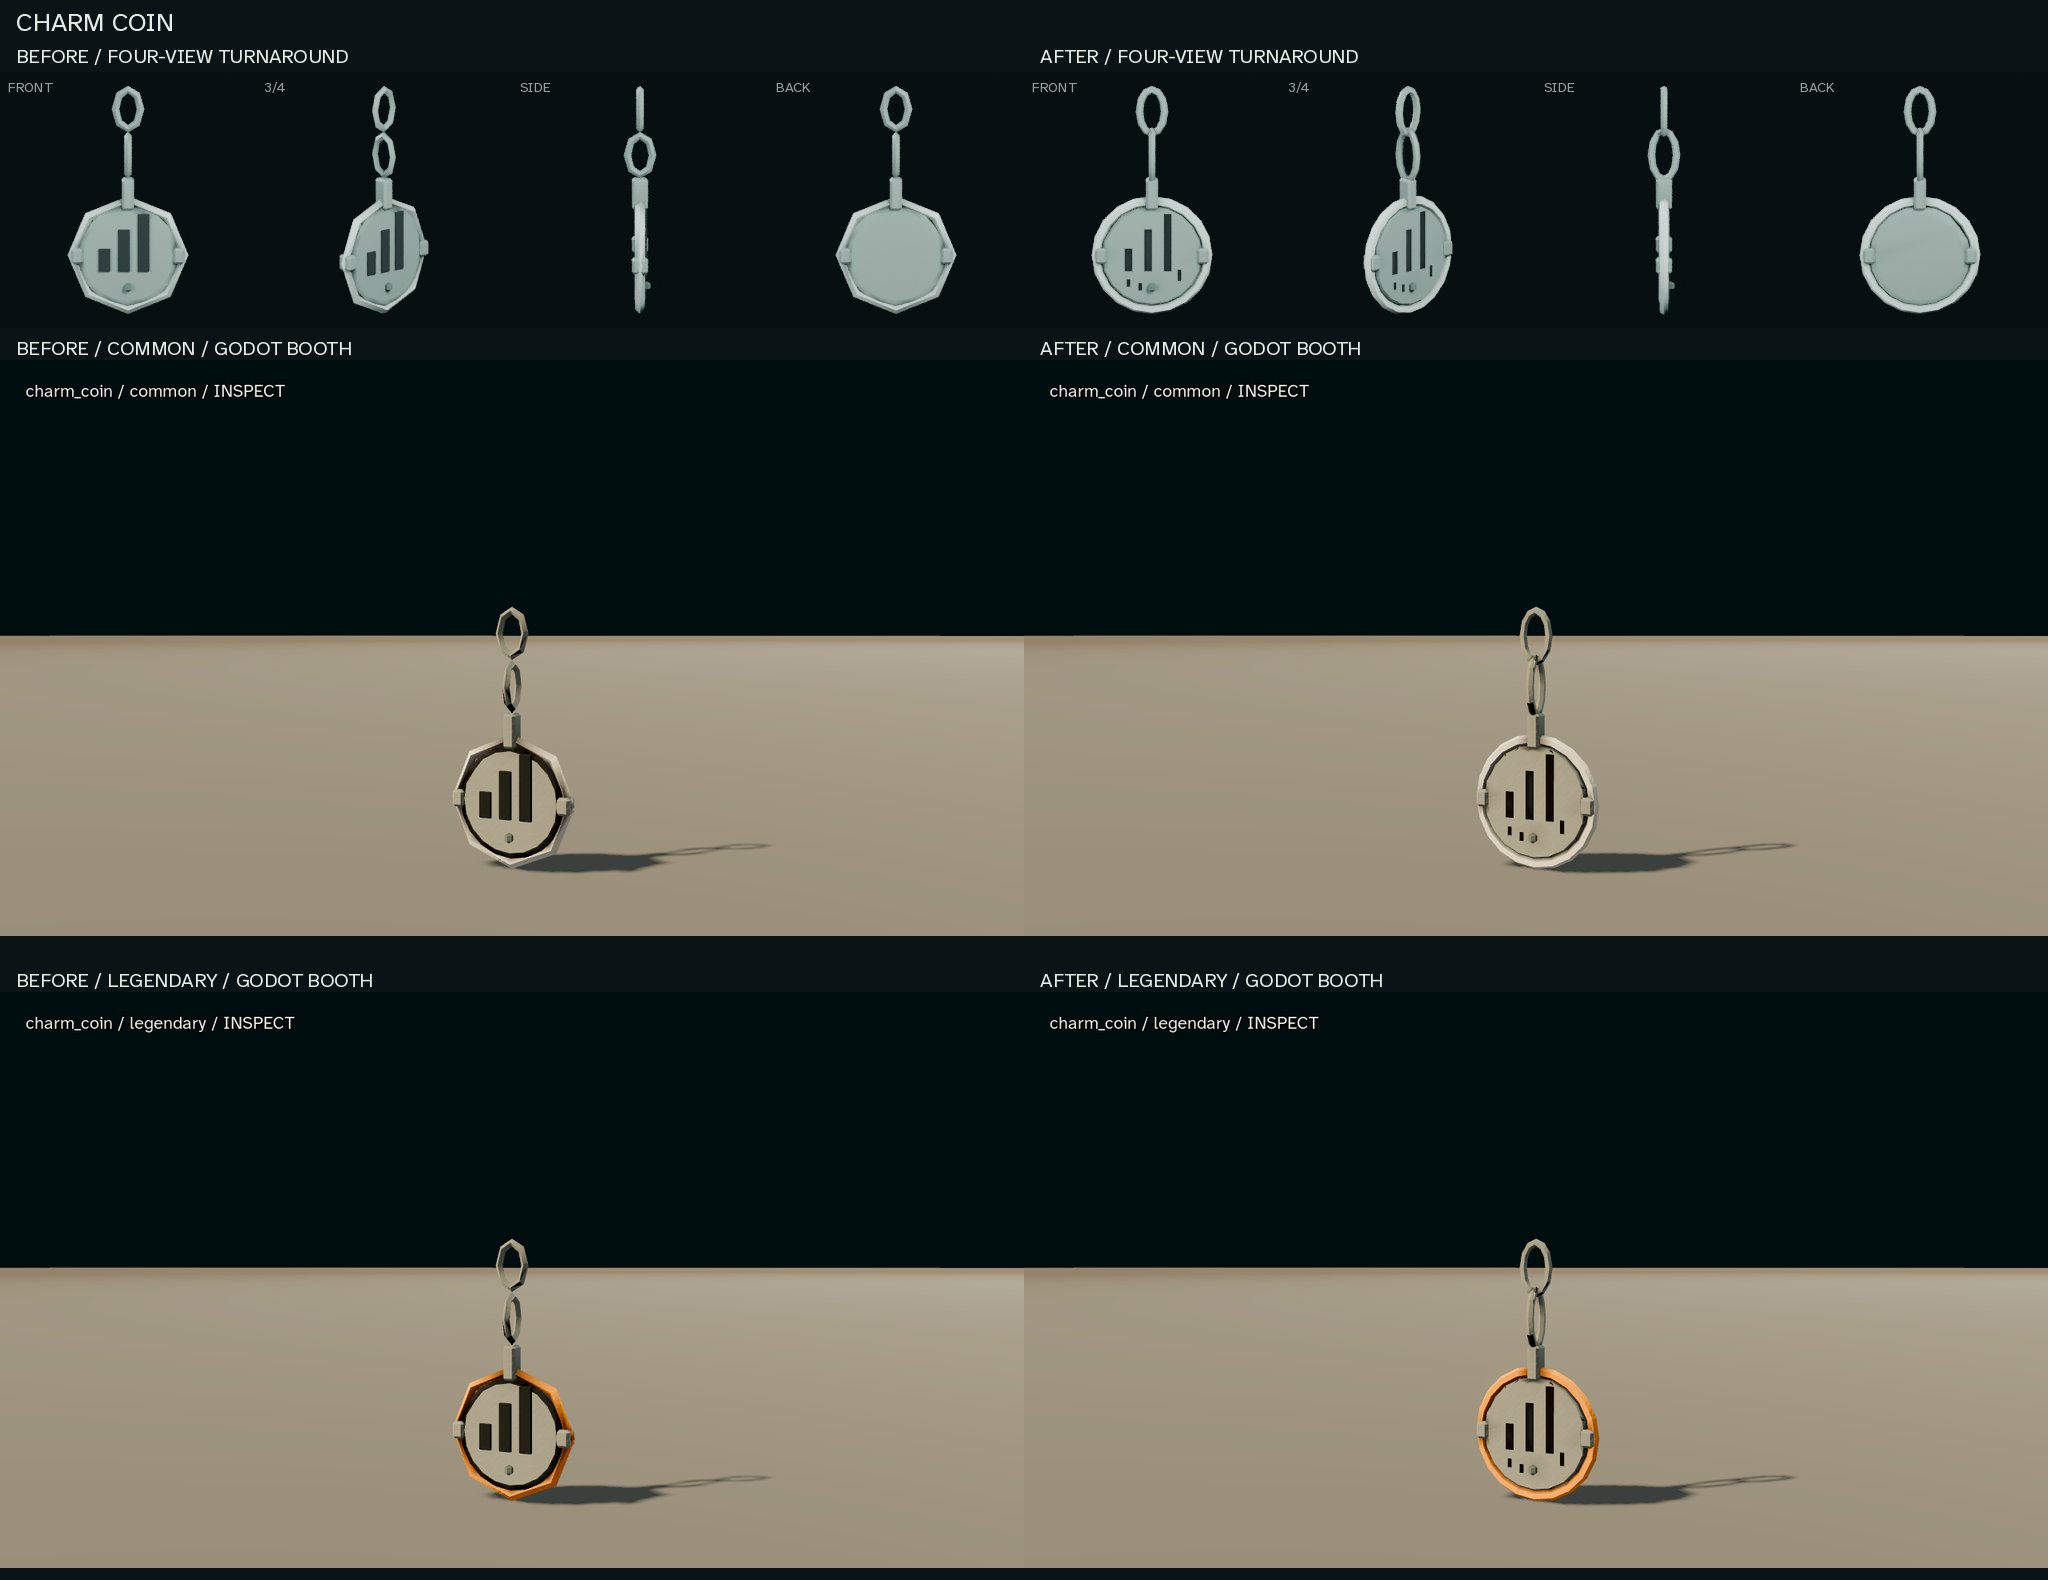 CHARM COIN
BEFORE / FOUR-VIEW TURNAROUND
AFTER / FOUR-VIEW TURNAROUND
FRONT
3/4
SIDE
BACK
FRONT
3/4
SIDE
BACK
BEFORE / COMMON / GODOT BOOTH
AFTER / COMMON / GODOT BOOTH
charm_coin / common / INSPECT
charm_coin / common / INSPECT
BEFORE / LEGENDARY / GODOT BOOTH
AFTER / LEGENDARY / GODOT BOOTH
charm_coin / legendary / INSPECT
charm_coin / legendary / INSPECT